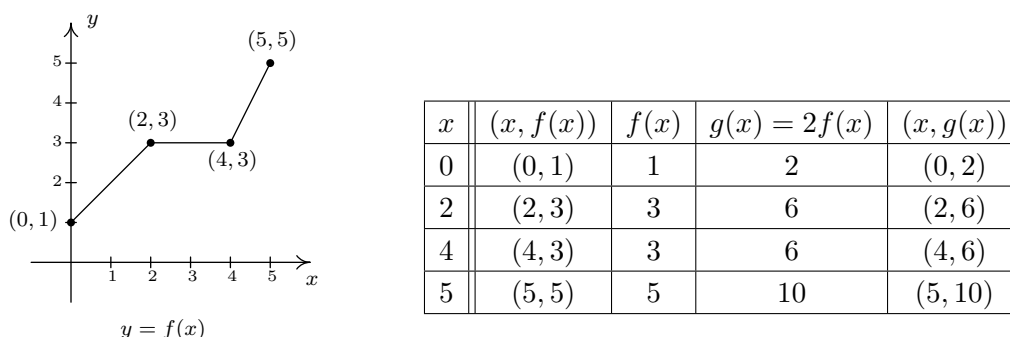 y
(5, 5)
5
4
(2, 3)
3
(4, 3)
2
(0, 1)
1 2 3 4 5
x
y = f(x)
x (x, f(x)) f(x) g(x) = 2f(x) (x, g(x))
0 (0, 1) 1 2 (0, 2)
2 (2, 3) 3 6 (2, 6)
4 (4, 3) 3 6 (4, 6)
5 (5, 5) 5 10 (5, 10)